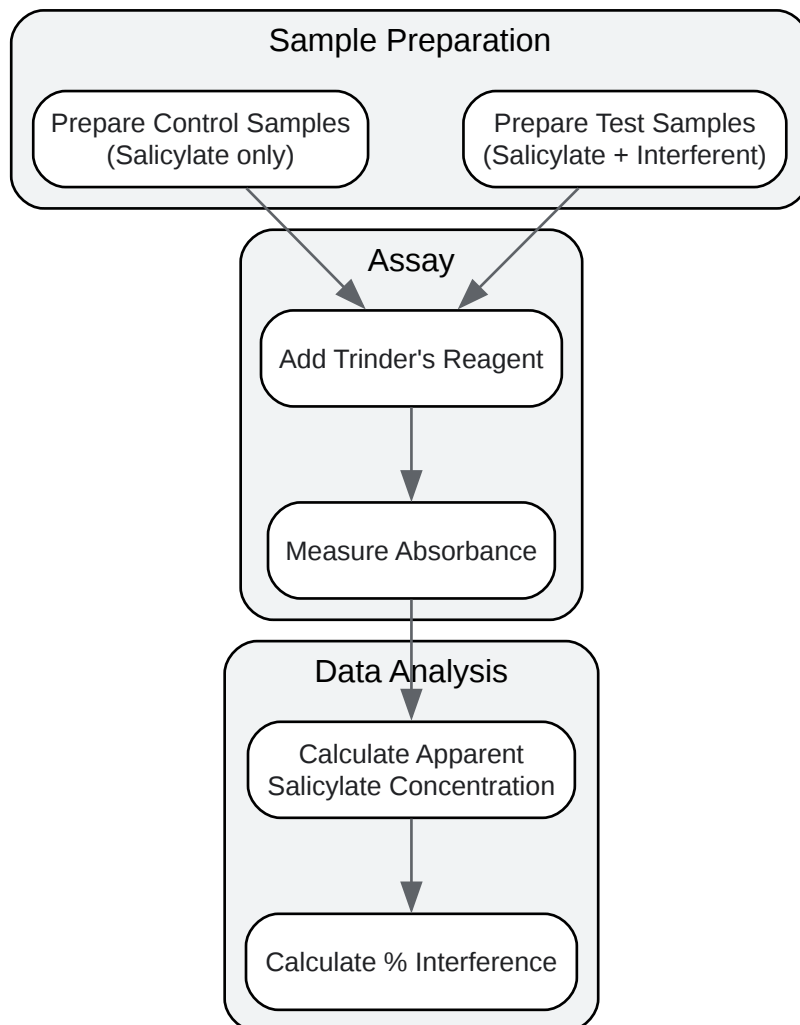 Sample Preparation
Prepare Control Samples
(Salicylate only)
Prepare Test Samples
(Salicylate + Interferent)
Assay
Add Trinder's Reagent
Measure Absorbance
Data Analysis
Calculate Apparent
Salicylate Concentration
Calculate % Interference